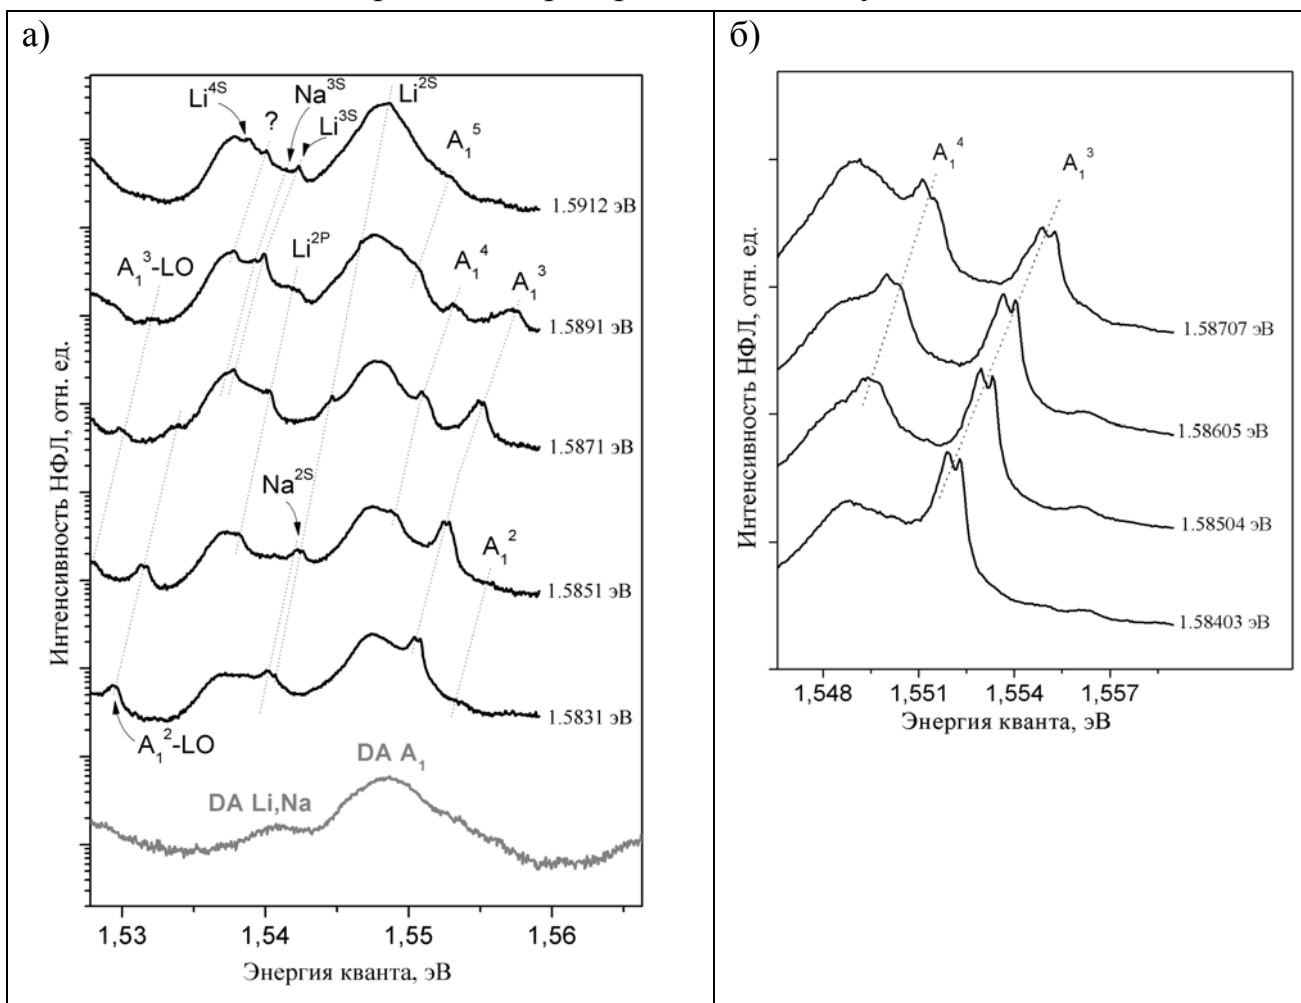 а)
Li4S
?
Na3S
Li3S
Li2S
A15
A13-LO
Li2P
A14
A13
1.5912 эВ
1.5891 эВ
1.5871 эВ
Na2S
A12
1.5851 эВ
1.5831 эВ
A12-LO
DA A1
DA Li,Na
1,53 1,54 1,55 1,56
Энергия кванта, эВ
Интенсивность НФЛ, отн. ед.
б)
A14
A13
1.58707 эВ
1.58605 эВ
1.58504 эВ
1.58403 эВ
1,548 1,551 1,554 1,557
Энергия кванта, эВ
Интенсивность НФЛ, отн. ед.